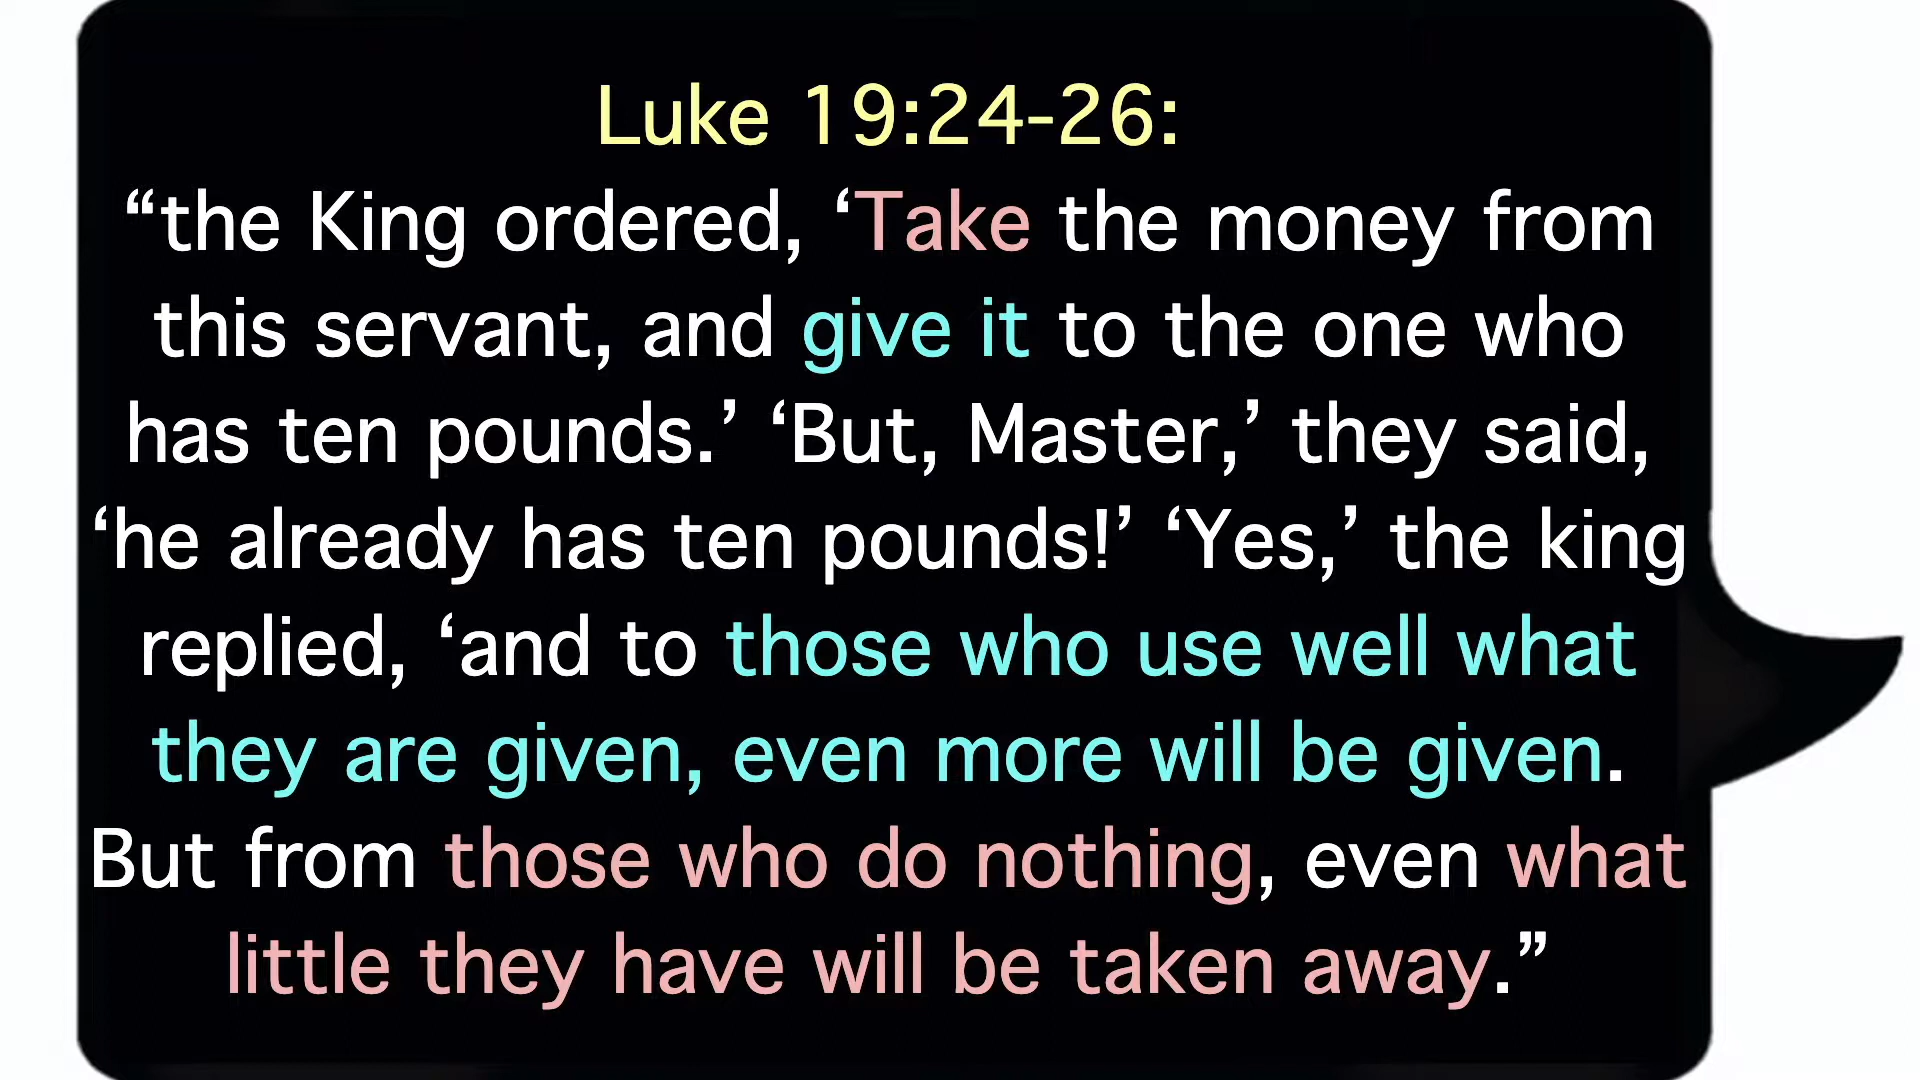 Luke 19:24-26:
“the King ordered, ‘Take the money from
this servant, and give it to the one who
has ten pounds.’ ‘But, Master,’ they said,
‘he already has ten pounds!’ ‘Yes,’ the king
replied, ‘and to those who use well what
they are given, even more will be given.
But from those who do nothing, even what
little they have will be taken away.”